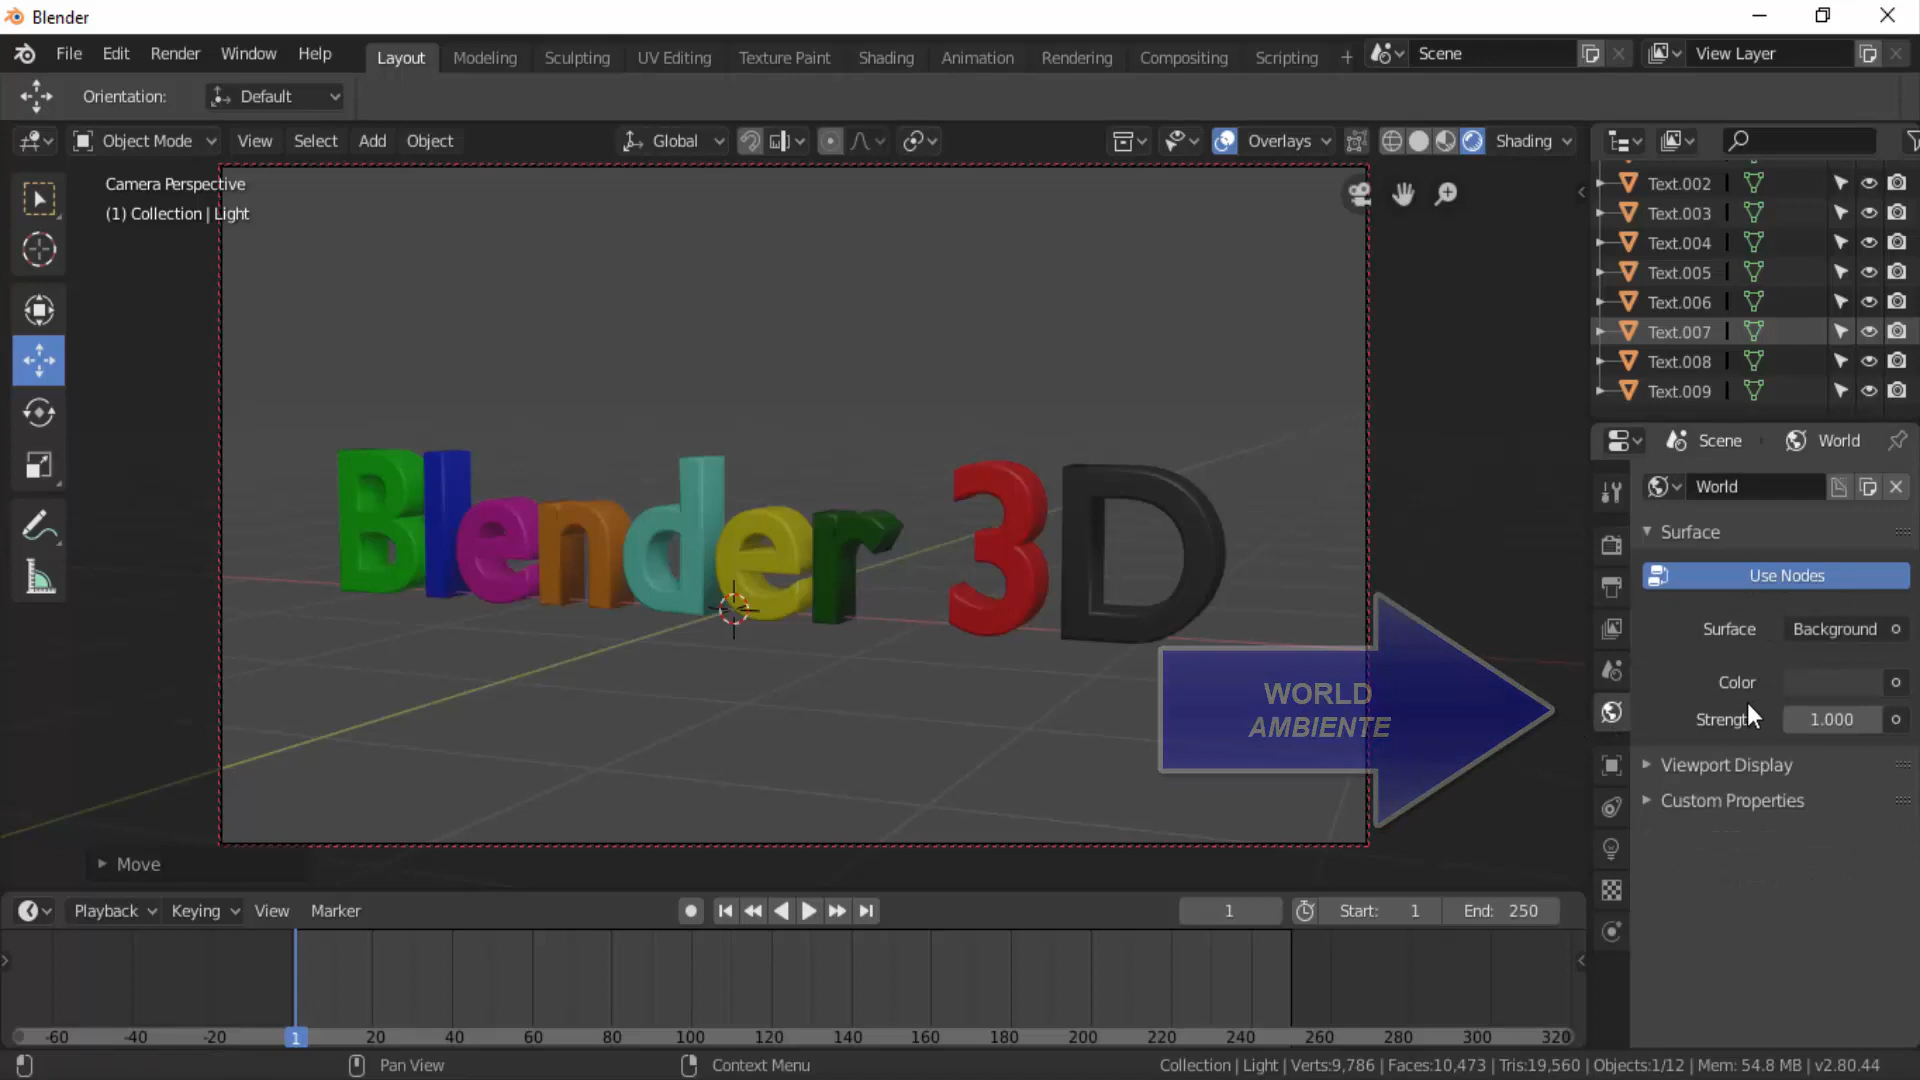 Blender
File Edit Render Window Help Layout Modeling Sculpting UV Editing Texture Paint Shading Animation Rendering Compositing Scripting + Scene View Layer
Orientation: Default
Object Mode View Select Add Object Global Overlays Shading
Camera Perspective
(1) Collection | Light
Text.002
Text.003
Text.004
Text.005
Text.006
Text.007
Text.008
Text.009
Scene World
World
Surface
Use Nodes
Surface Background
Color
Strength 1.000
Viewport Display
Custom Properties
Blender 3D
WORLD
AMBIENTE
Move
Playback Keying View Marker 1 Start: 1 End: 250
-60 -40 -20 1 20 40 60 80 100 120 140 160 180 200 220 240 260 280 300 320
Pan View Context Menu Collection | Light | Verts:9,786 | Faces:10,473 | Tris:19,560 | Objects:1/12 | Mem: 54.8 MB | v2.80.44